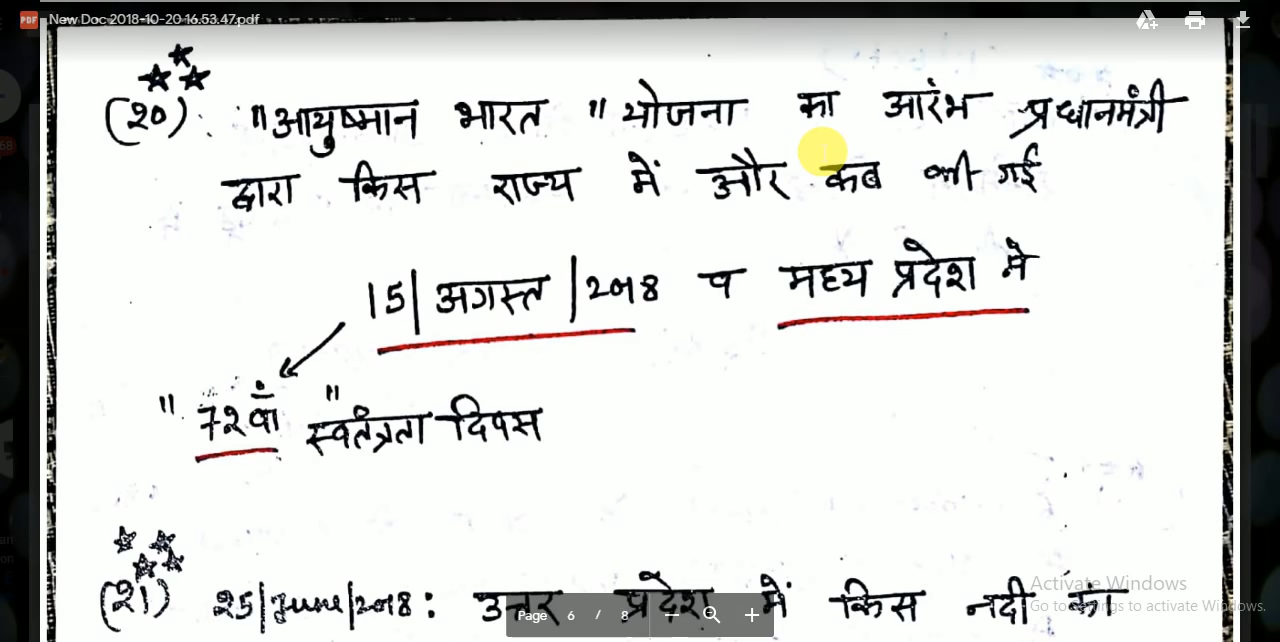 PDF New Doc 2018-10-20 16.53.47.pdf
(20). "आयुष्मान भारत" योजना का आरंभ प्रधानमंत्री
द्वारा किस राज्य में और कब की गई
15|अगस्त|2018 व मध्य प्रदेश मे
"72वां" स्वतंत्रता दिवस
(21) 25|June|2018: उत्तर प्रदेश में किस नदी का
Page 6 / 8
Activate Windows
Go to Settings to activate Windows.